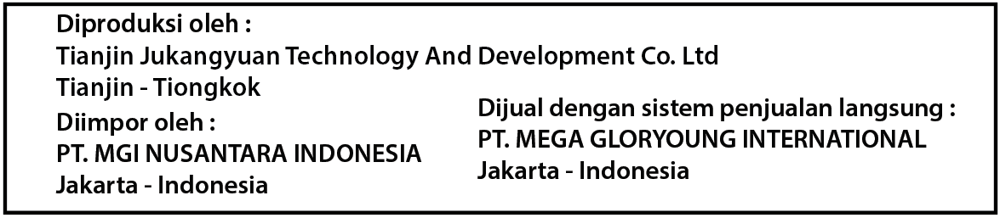 Diproduksi oleh :
Tianjin Jukangyuan Technology And Development Co. Ltd
Tianjin - Tiongkok
Diimpor oleh :
PT. MGI NUSANTARA INDONESIA
Jakarta - Indonesia
Dijual dengan sistem penjualan langsung :
PT. MEGA GLORYOUNG INTERNATIONAL
Jakarta - Indonesia